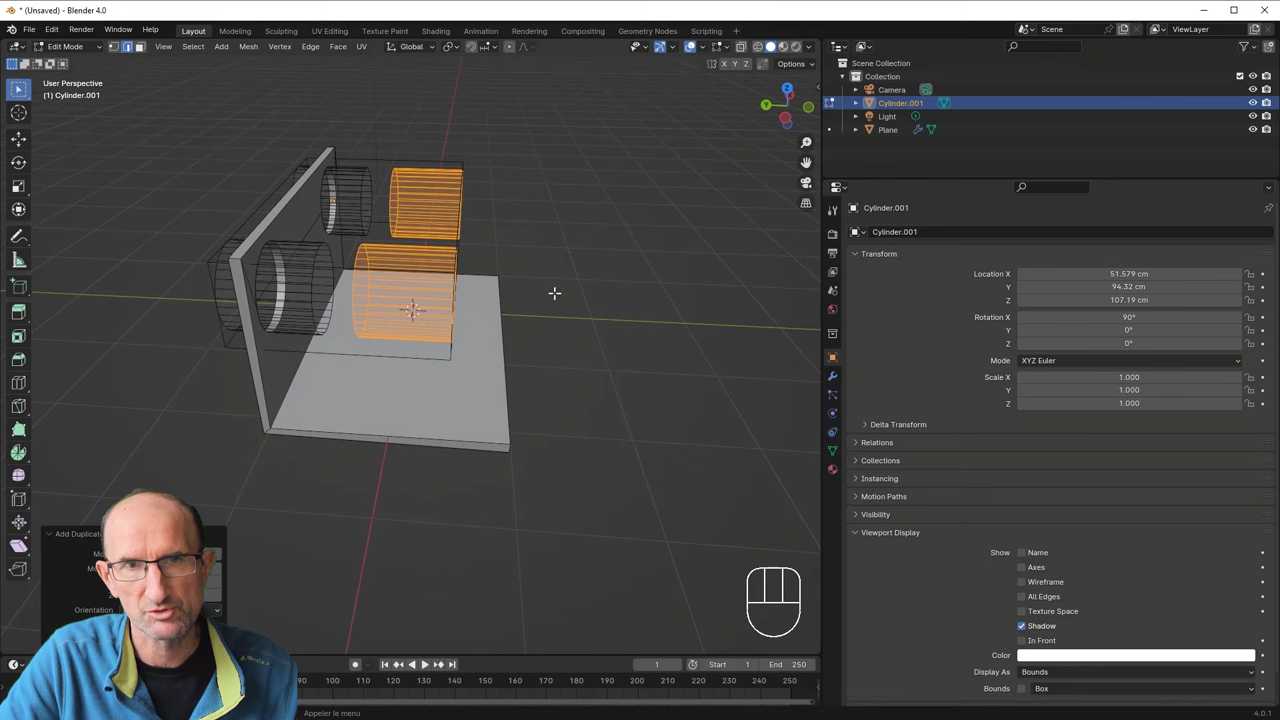 * (Unsaved) - Blender 4.0
File Edit Render Window Help Layout Modeling Sculpting UV Editing Texture Paint Shading Animation Rendering Compositing Geometry Nodes Scripting Scene ViewLayer
Edit Mode View Select Add Mesh Vertex Edge Face UV Global
X Y Z Options
User Perspective
(1) Cylinder.001
Z
Y
Scene Collection
Collection
Camera
Cylinder.001
Light
Plane
Cylinder.001
Cylinder.001
Transform
Location X 51.579 cm
Y 94.32 cm
Z 107.19 cm
Rotation X 90°
Y 0°
Z 0°
Mode XYZ Euler
Scale X 1.000
Y 1.000
Z 1.000
Delta Transform
Relations
Collections
Instancing
Motion Paths
Visibility
Viewport Display
Show Name
Axes
Wireframe
All Edges
Texture Space
Shadow
In Front
Color
Display As Bounds
Bounds Box
Add Duplicate
Orientation
1 Start 1 End 250
90 100 110 120 130 140 150 160 170 180 190 200 210 220 230 240 250
Appeler le menu
4.0.1